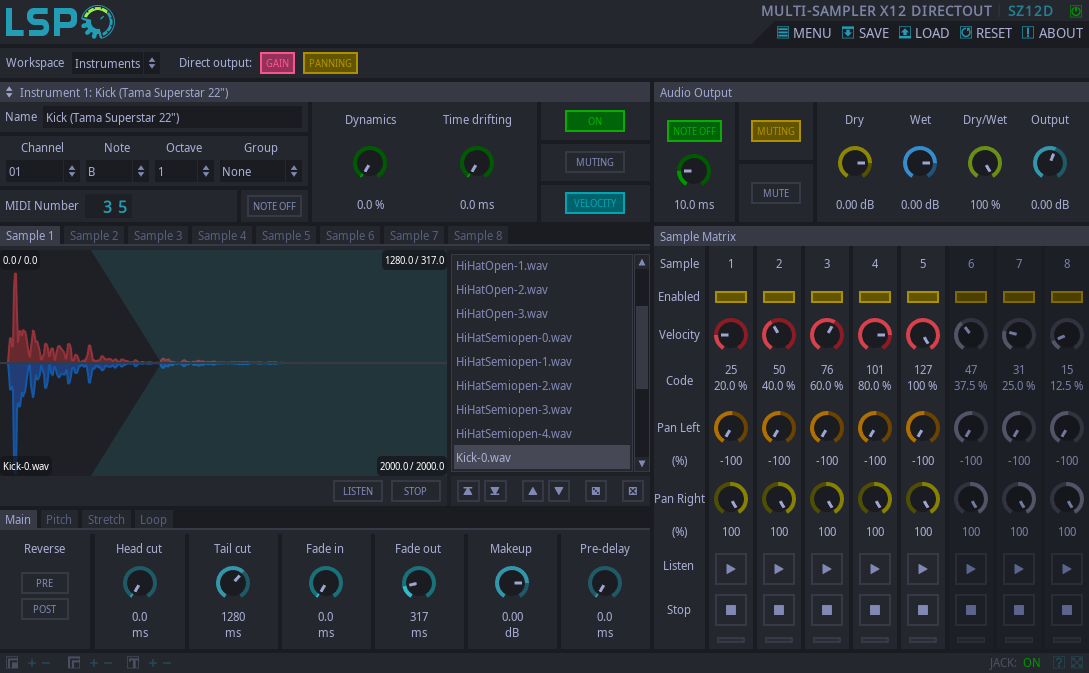 LSP
MULTI-SAMPLER X12 DIRECTOUT SZ12D
MENU SAVE LOAD RESET ABOUT
Workspace Instruments Direct output: GAIN PANNING
Instrument 1: Kick (Tama Superstar 22")
Name Kick (Tama Superstar 22")
Channel Note Octave Group
01 B 1 None
MIDI Number 35 NOTE OFF
Dynamics Time drifting
0.0 % 0.0 ms
ON
MUTING
VELOCITY
Audio Output
NOTE OFF
10.0 ms
MUTING
MUTE
Dry Wet Dry/Wet Output
0.00 dB 0.00 dB 100 % 0.00 dB
Sample 1 Sample 2 Sample 3 Sample 4 Sample 5 Sample 6 Sample 7 Sample 8
0.0 / 0.0 1280.0 / 317.0
Kick-0.wav 2000.0 / 2000.0
HiHatOpen-1.wav
HiHatOpen-2.wav
HiHatOpen-3.wav
HiHatSemiopen-0.wav
HiHatSemiopen-1.wav
HiHatSemiopen-2.wav
HiHatSemiopen-3.wav
HiHatSemiopen-4.wav
Kick-0.wav
LISTEN STOP
Main Pitch Stretch Loop
Reverse Head cut Tail cut Fade in Fade out Makeup Pre-delay
PRE
POST
0.0 1280 0.0 317 0.00 0.0
ms ms ms ms dB ms
Sample Matrix
Sample 1 2 3 4 5 6 7 8
Enabled
Velocity
Code 25 50 76 101 127 47 31 15
20.0 % 40.0 % 60.0 % 80.0 % 100 % 37.5 % 25.0 % 12.5 %
Pan Left
(%) -100 -100 -100 -100 -100 -100 -100 -100
Pan Right
(%) 100 100 100 100 100 100 100 100
Listen
Stop
JACK: ON